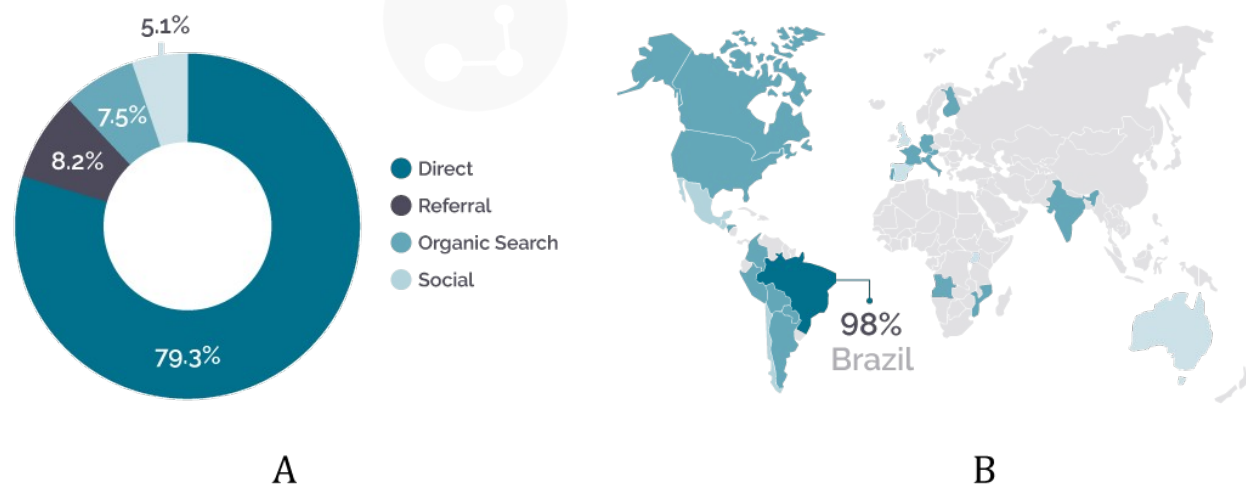 5.1%
7.5%
8.2%
79.3%
Direct
Referral
Organic Search
Social
98%
Brazil
A
B